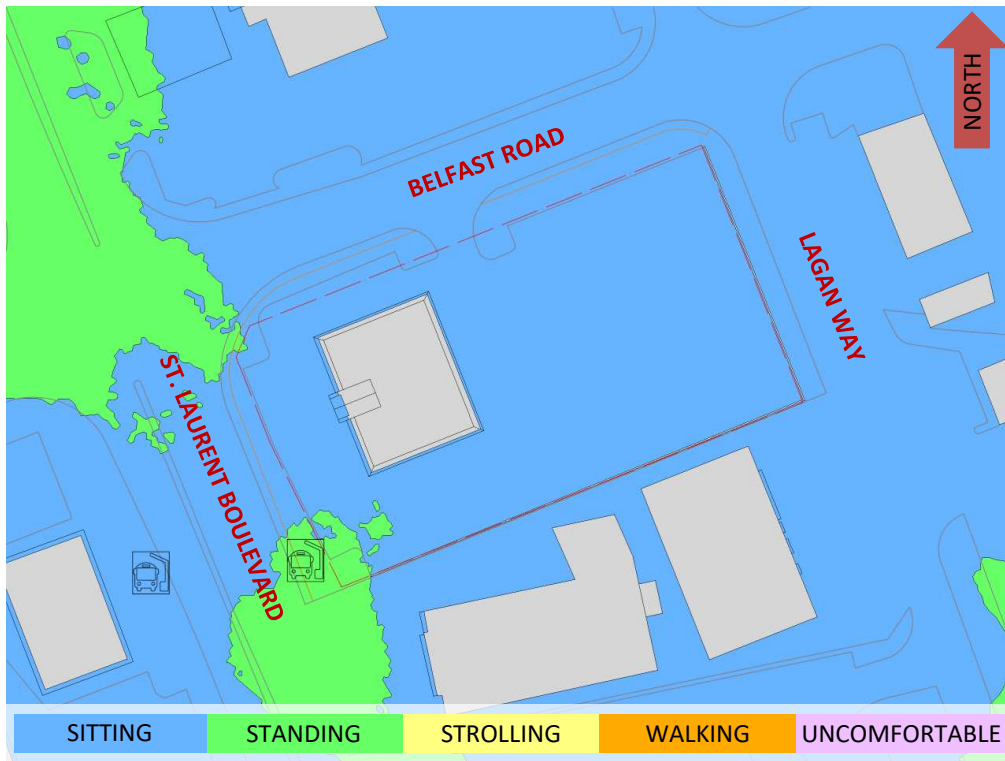 NORTH
BELFAST ROAD
LAGAN WAY
ST. LAURENT BOULEVARD
SITTING
STANDING
STROLLING
WALKING
UNCOMFORTABLE